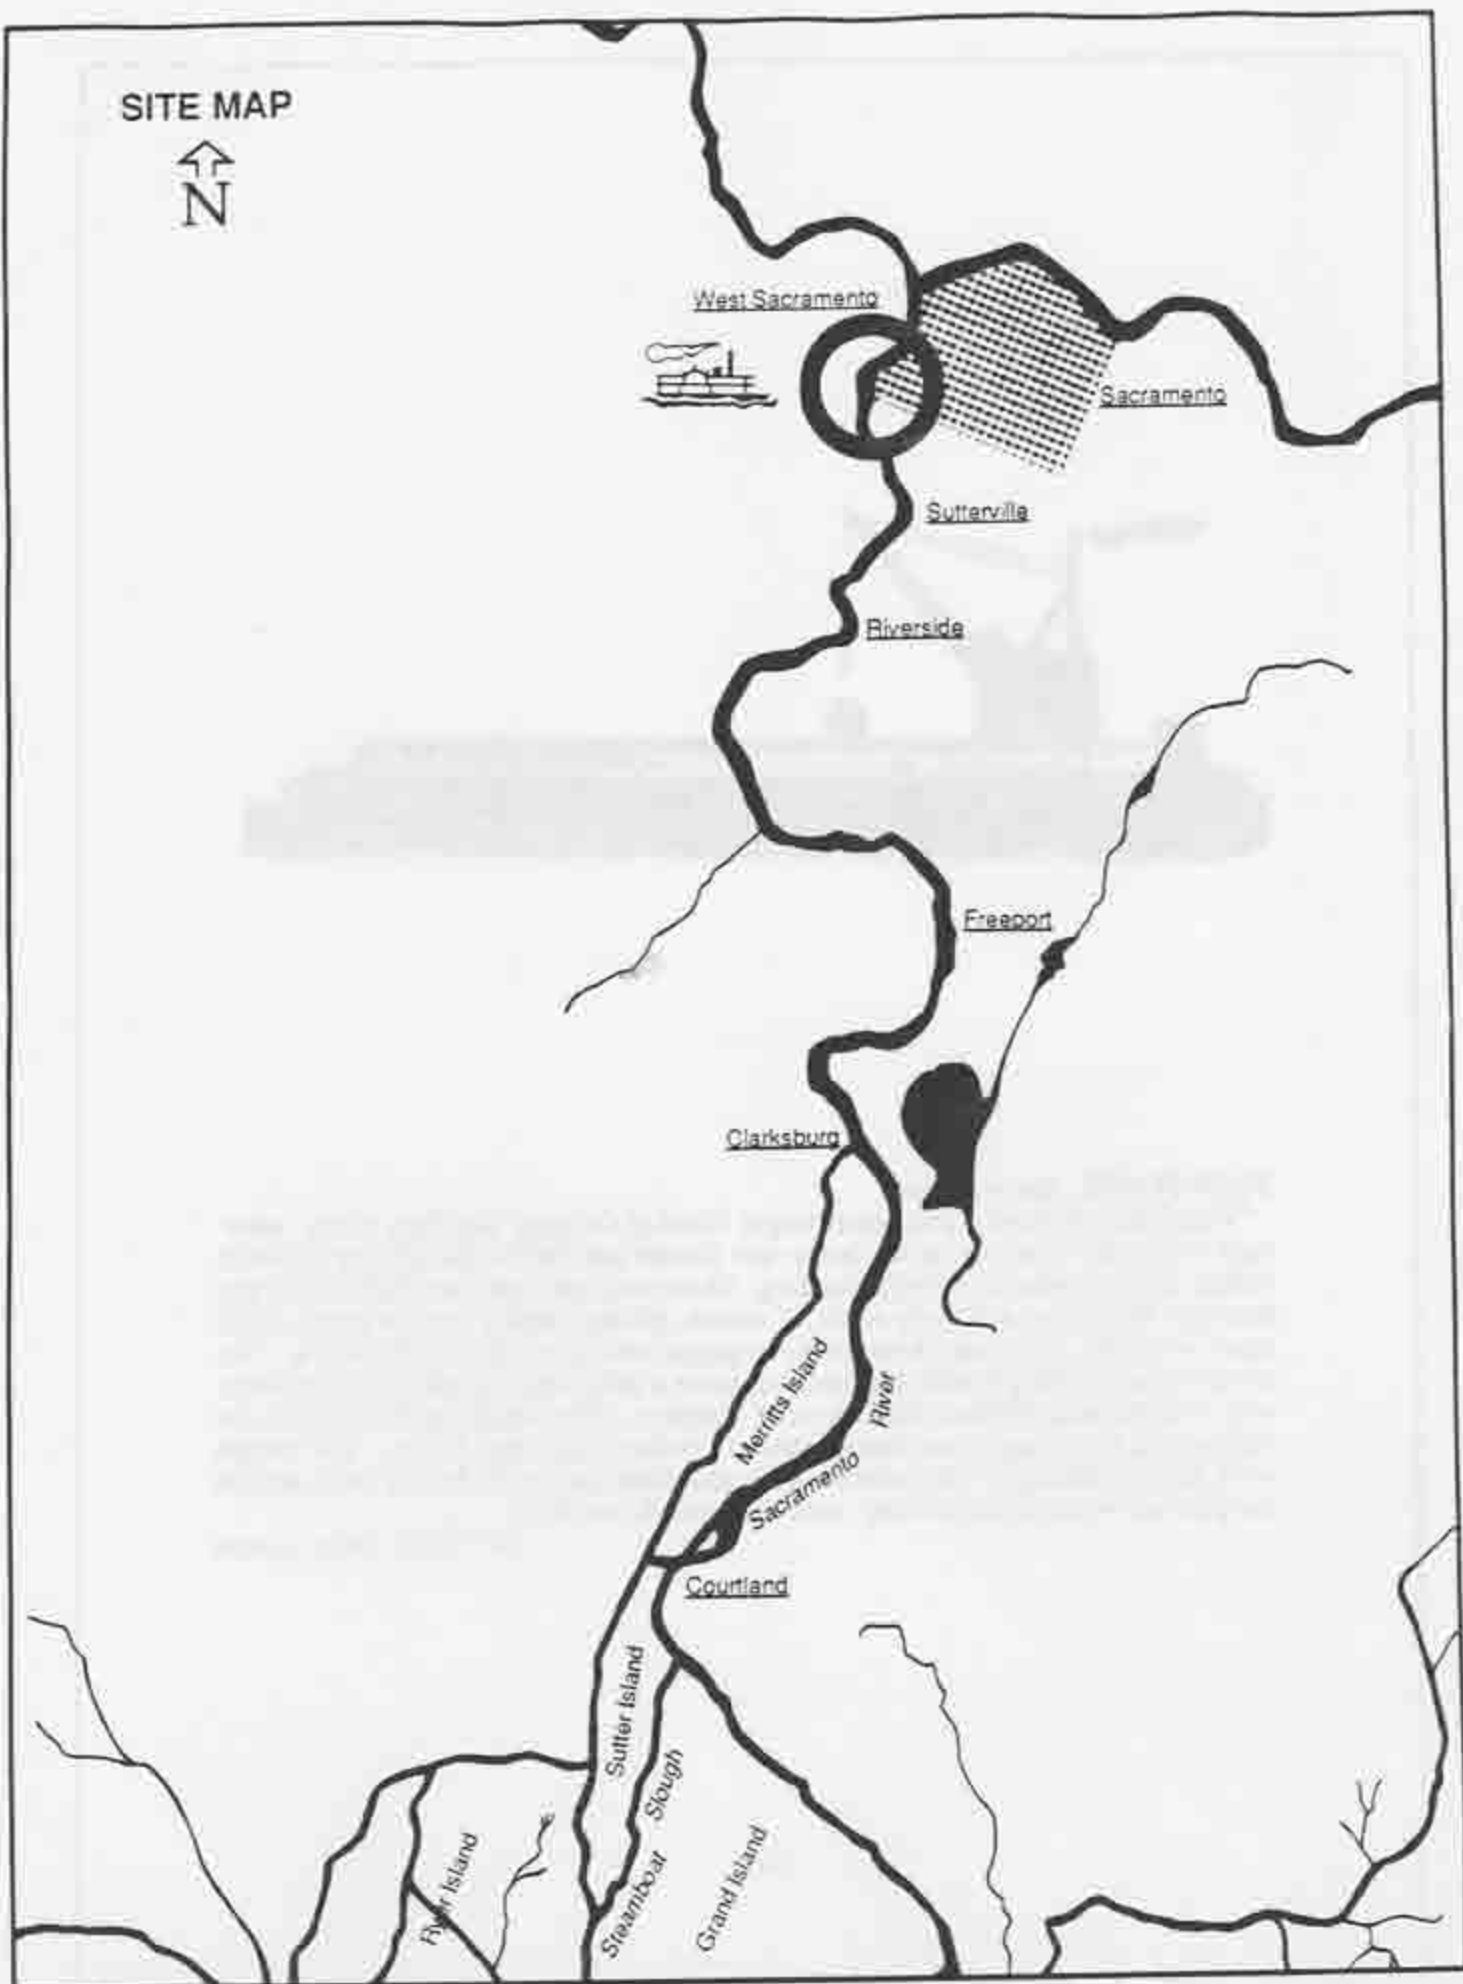 SITE MAP
N
West Sacramento
Sacramento
Sutterville
Riverside
Freeport
Clarksburg
Merritts Island
River
Sacramento
Courtland
Sutter Island
Slough
Steamboat
Grand Island
Island